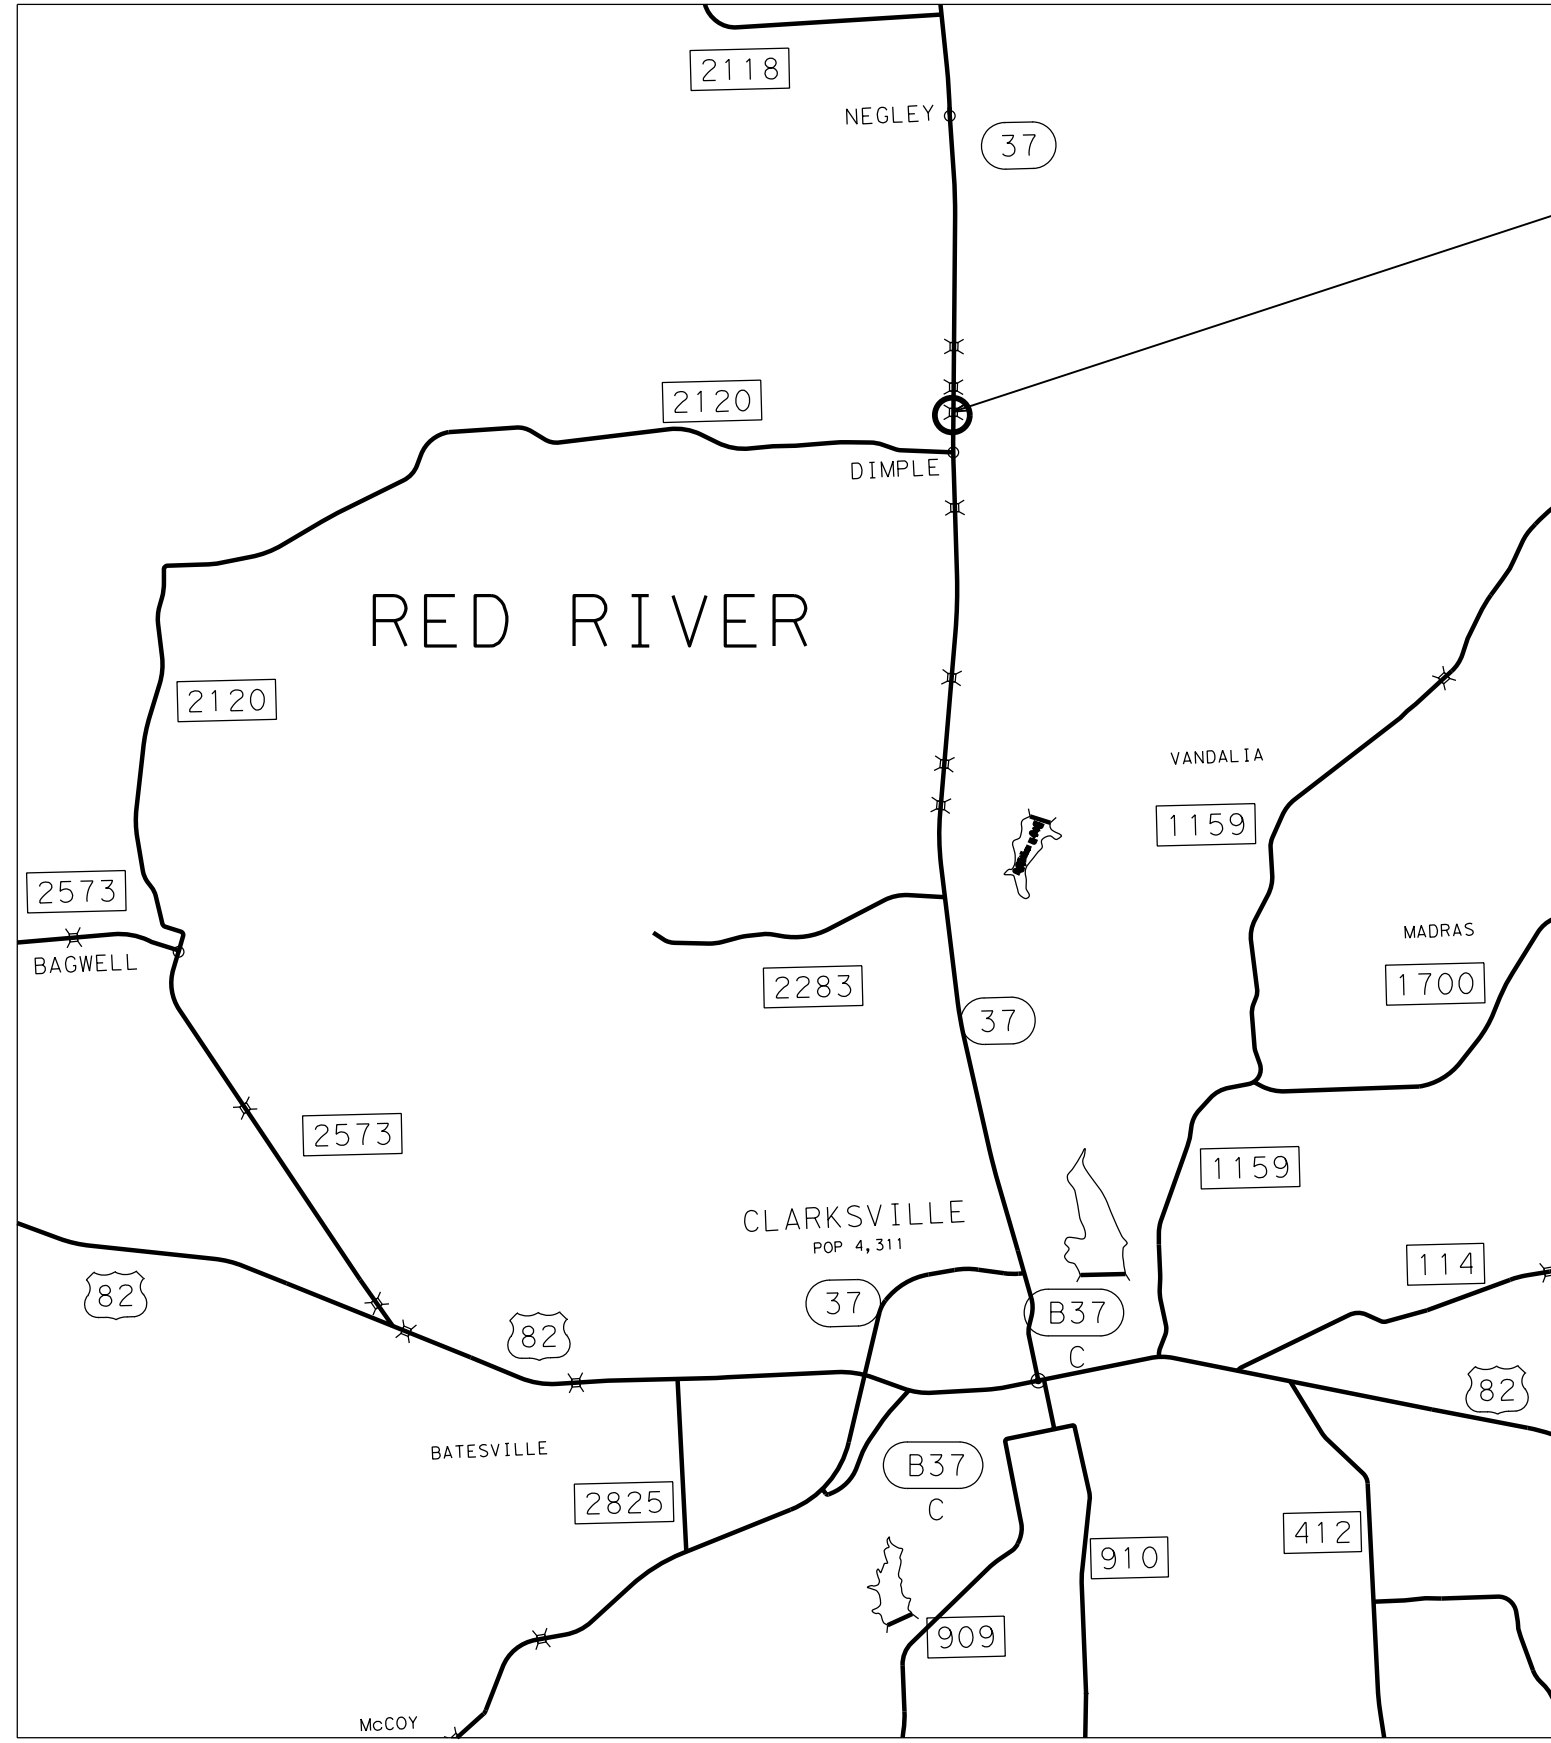 2118
NEGLEY
37
2120
DIMPLE
RED RIVER
2120
VANDALIA
1159
2573
MADRAS
BAGWELL
1700
2283
37
2573
1159
CLARKSVILLE
POP 4,311
114
82
37
B37
C
82
82
BATESVILLE
B37
C
2825
412
910
909
McCOY